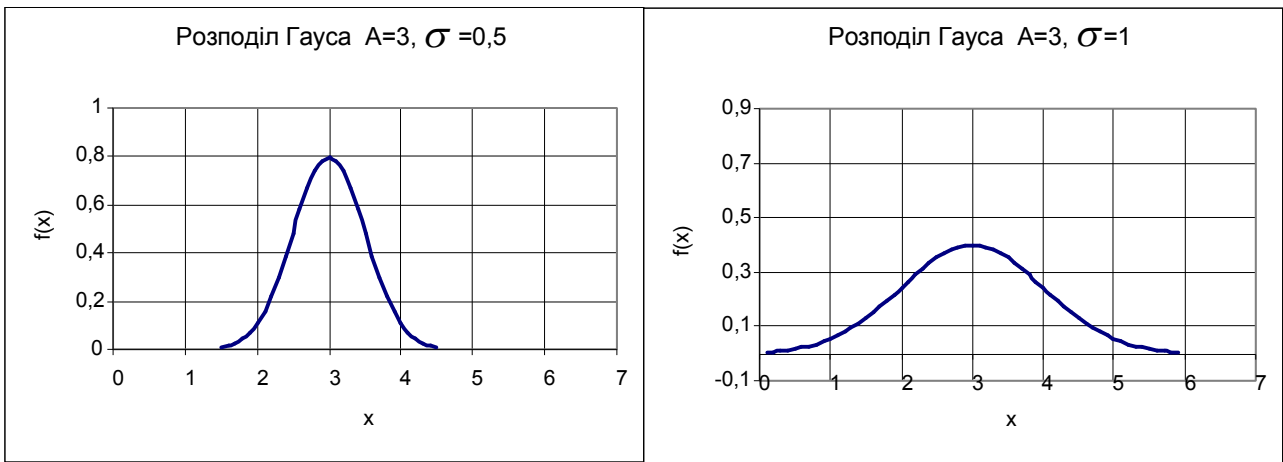 Розподіл Гауса А=3, σ =0,5
1
0,8
0,6
0,4
0,2
0
f(x)
0 1 2 3 4 5 6 7
x
Розподіл Гауса А=3, σ=1
0,9
0,7
0,5
0,3
0,1
-0,1
f(x)
0 1 2 3 4 5 6 7
x